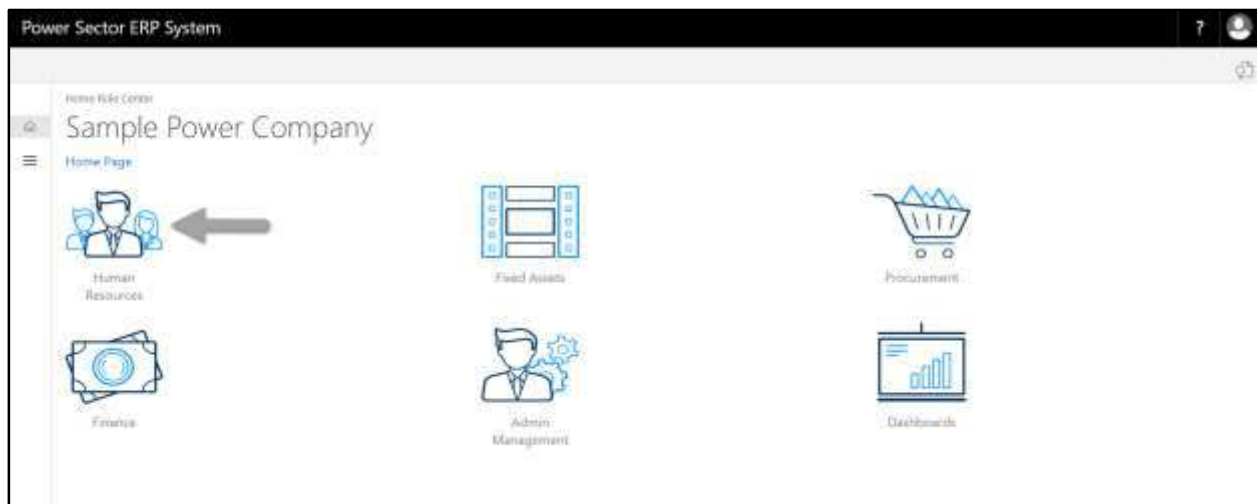 Power Sector ERP System ?
Home Role Center
Sample Power Company
Home Page
Human
Resources
Fixed Assets
Procurement
Finance
Admin
Management
Dashboards